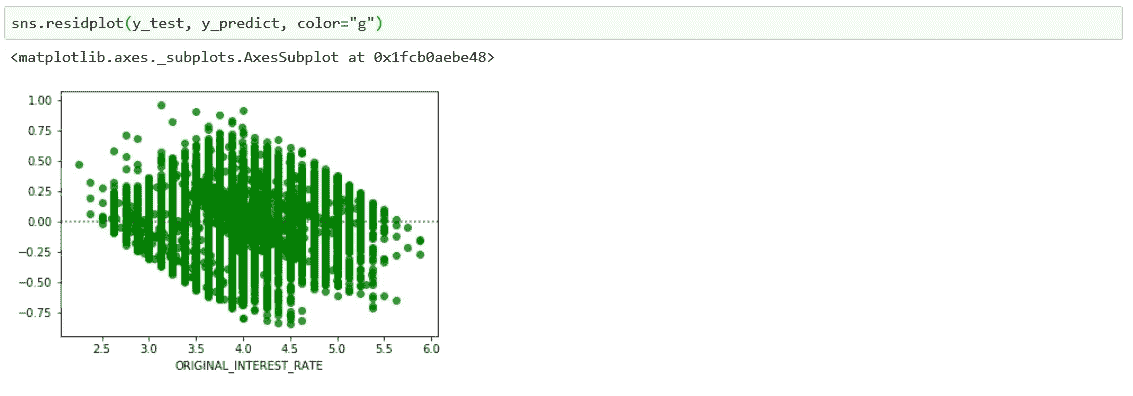 sns.residplot(y_test, y_predict, color="g")
<matplotlib.axes._subplots.AxesSubplot at 0x1fcb0aebe48>
1.00
0.75
0.50
0.25
0.00
−0.25
−0.50
−0.75
2.5 3.0 3.5 4.0 4.5 5.0 5.5 6.0
ORIGINAL_INTEREST_RATE